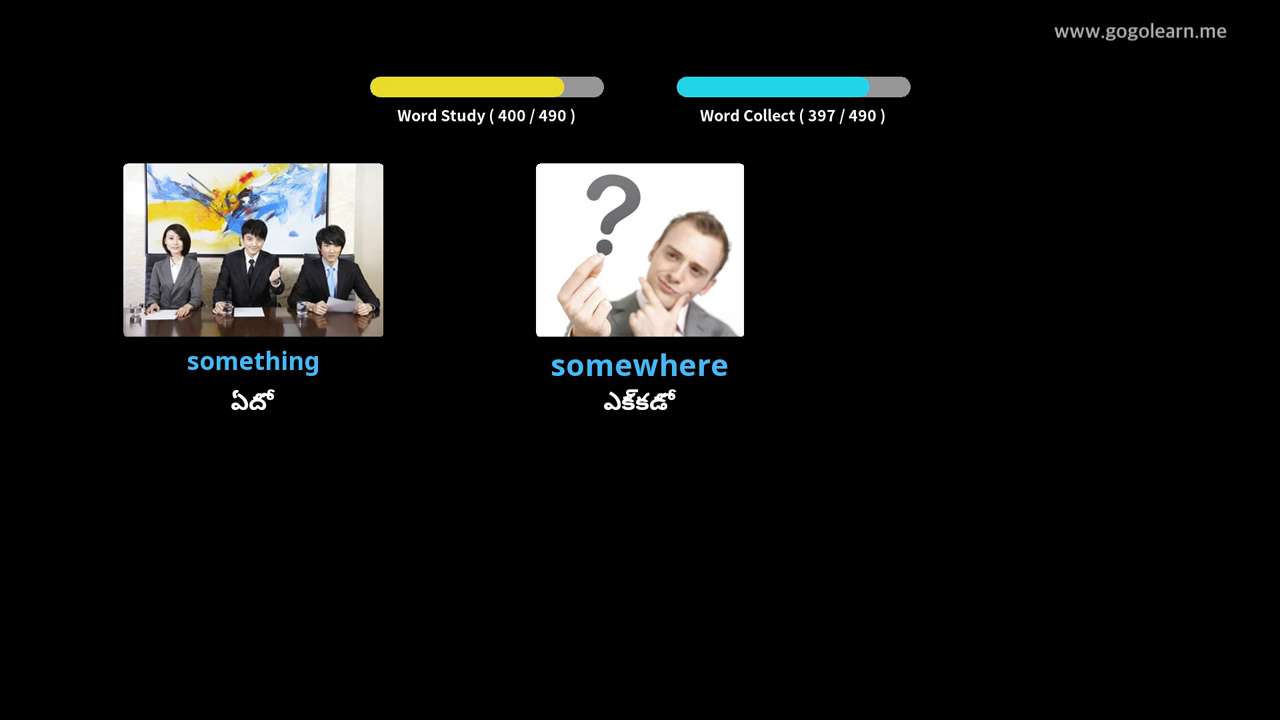 www.gogolearn.me
Word Study ( 400 / 490 )
Word Collect ( 397 / 490 )
something
ఏదో
somewhere
ఎక్కడో